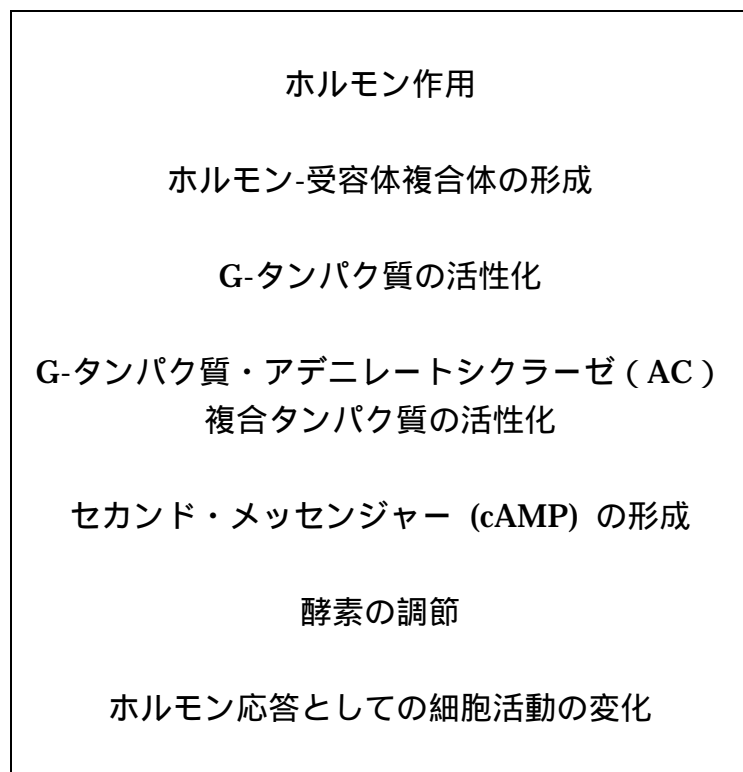 ホルモン作用
ホルモン-受容体複合体の形成
G-タンパク質の活性化
G-タンパク質・アデニレートシクラーゼ ( AC )
複合タンパク質の活性化
セカンド・メッセンジャー (cAMP) の形成
酵素の調節
ホルモン応答としての細胞活動の変化